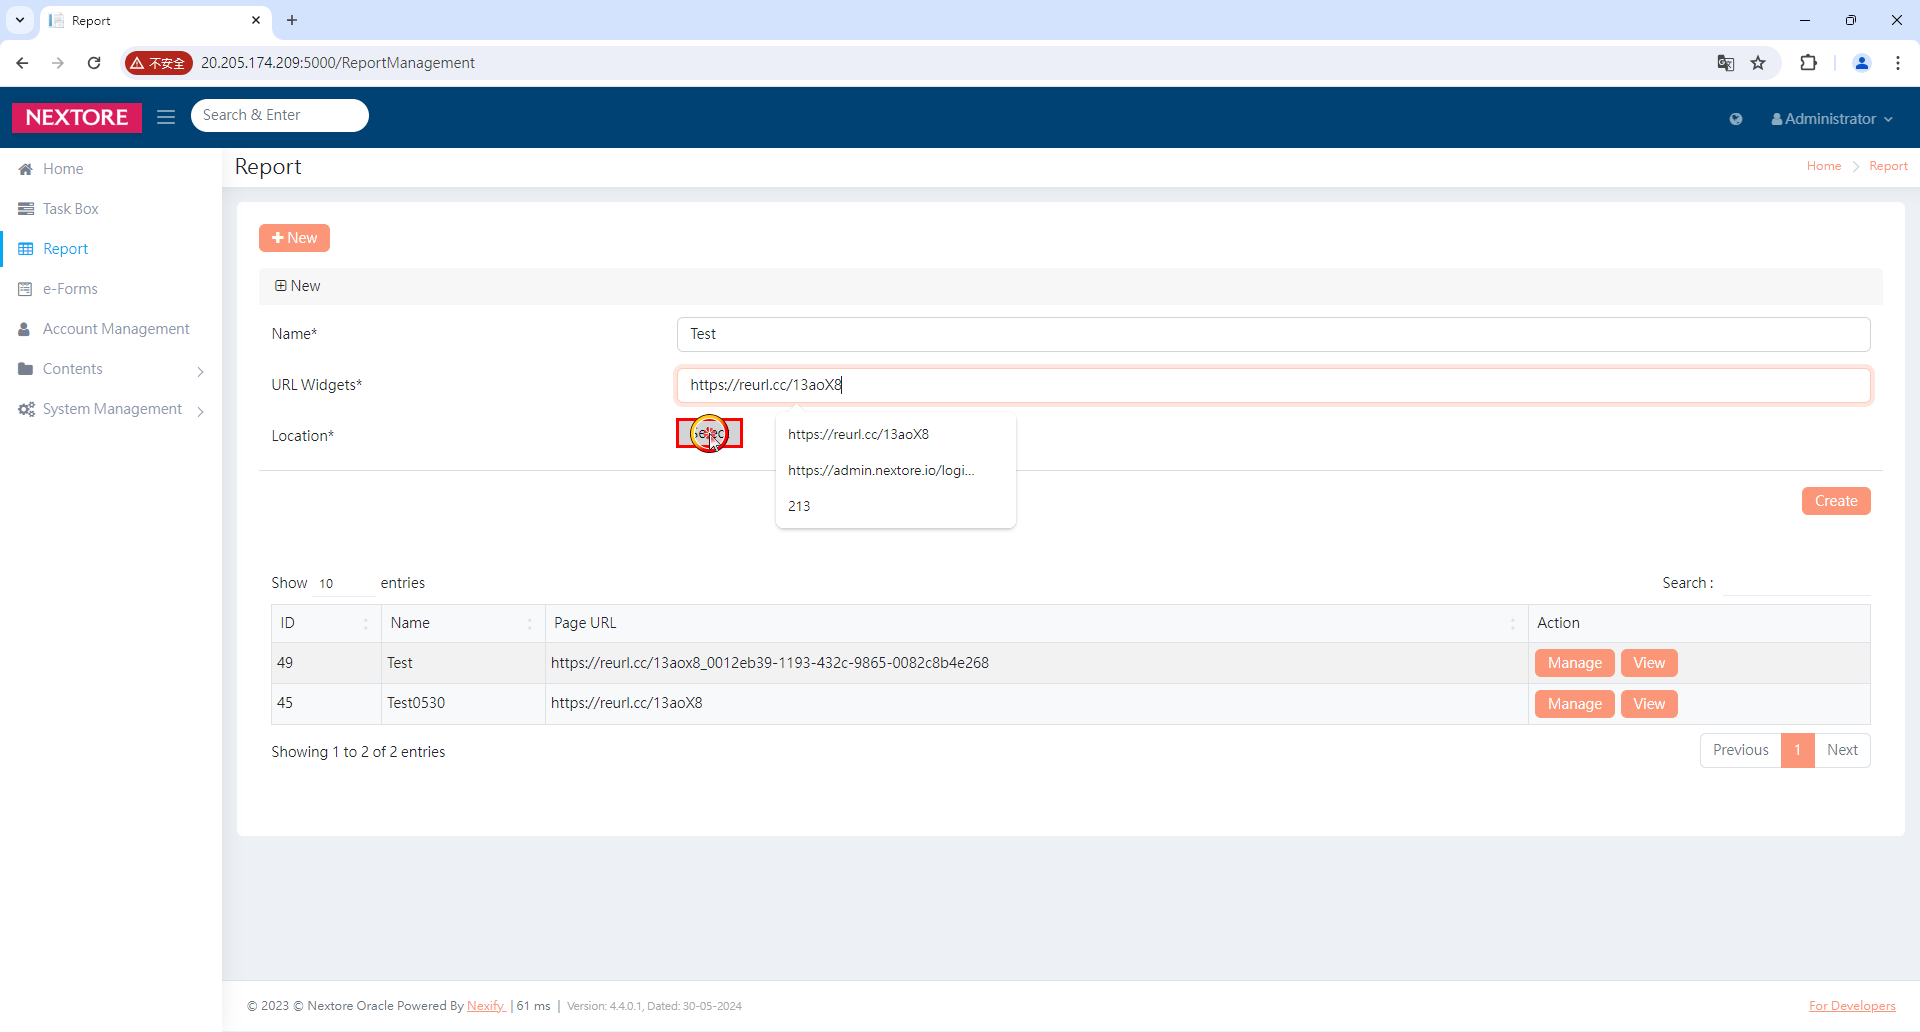 Report
不安全 20.205.174.209:5000/ReportManagement
NEXTORE Search & Enter Administrator
Home
Task Box
Report
e-Forms
Account Management
Contents
System Management
Report Home Report
New
New
Name* Test
URL Widgets* https://reurl.cc/13aoX8
Location*
https://reurl.cc/13aoX8
https://admin.nextore.io/logi...
213
Create
Show 10 entries Search :
ID Name Page URL Action
49 Test https://reurl.cc/13aox8_0012eb39-1193-432c-9865-0082c8b4e268 Manage View
45 Test0530 https://reurl.cc/13aoX8 Manage View
Showing 1 to 2 of 2 entries Previous 1 Next
© 2023 © Nextore Oracle Powered By Nexify | 61 ms | Version: 4.4.0.1, Dated: 30-05-2024 For Developers